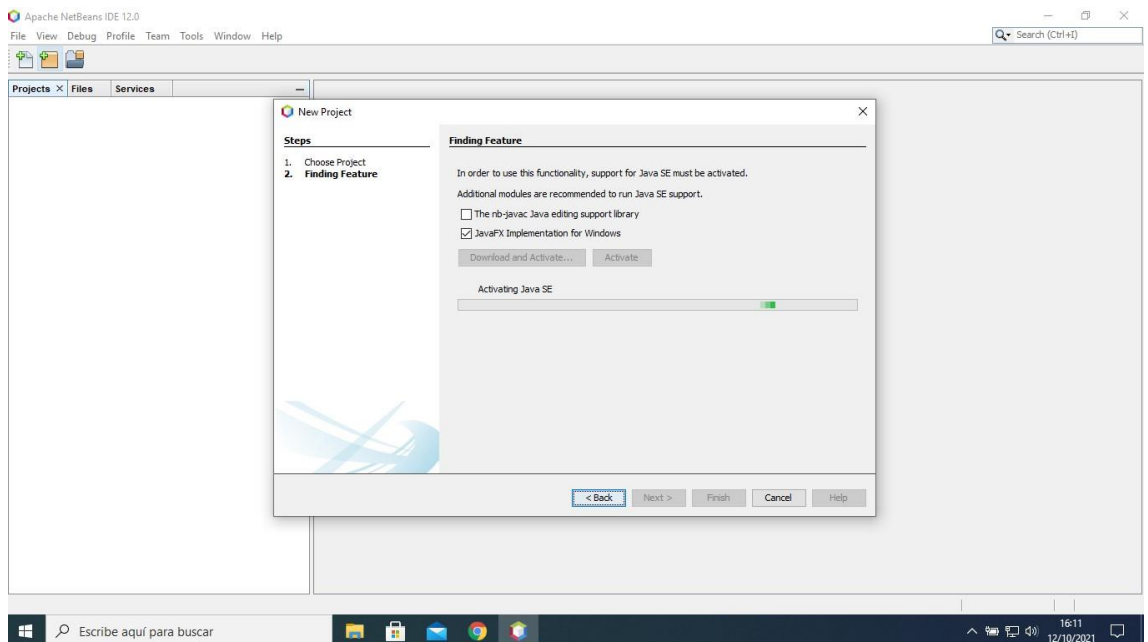 Apache NetBeans IDE 12.0
File View Debug Profile Team Tools Window Help
Search (Ctrl+I)
Projects Files Services
New Project
Steps
1. Choose Project
2. Finding Feature
Finding Feature
In order to use this functionality, support for Java SE must be activated.
Additional modules are recommended to run Java SE support.
The nb-javac Java editing support library
JavaFX Implementation for Windows
Download and Activate... Activate
Activating Java SE
< Back Next > Finish Cancel Help
Escribe aquí para buscar
16:11
12/10/2021